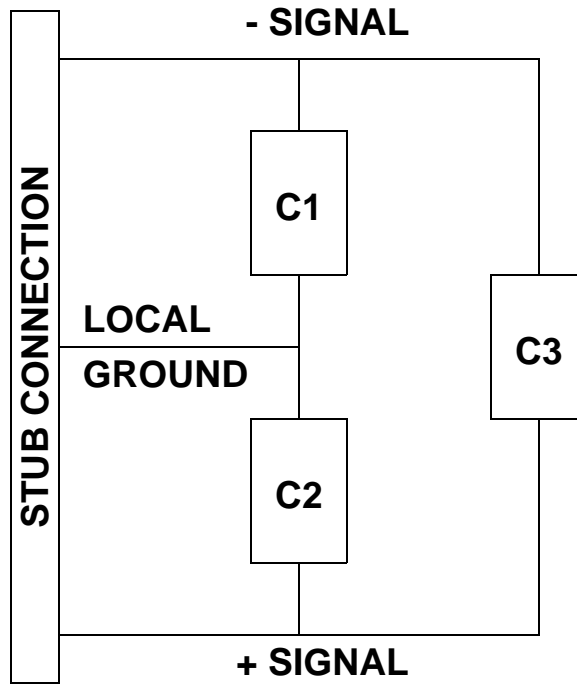 - SIGNAL
STUB CONNECTION
C1
LOCAL
GROUND
C3
C2
+ SIGNAL